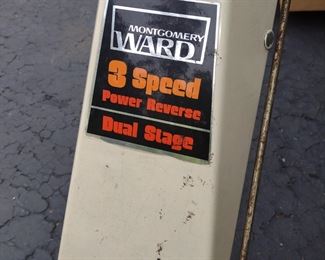 MONTGOMERY
WARD
3 Speed
Power Reverse
Dual Stage